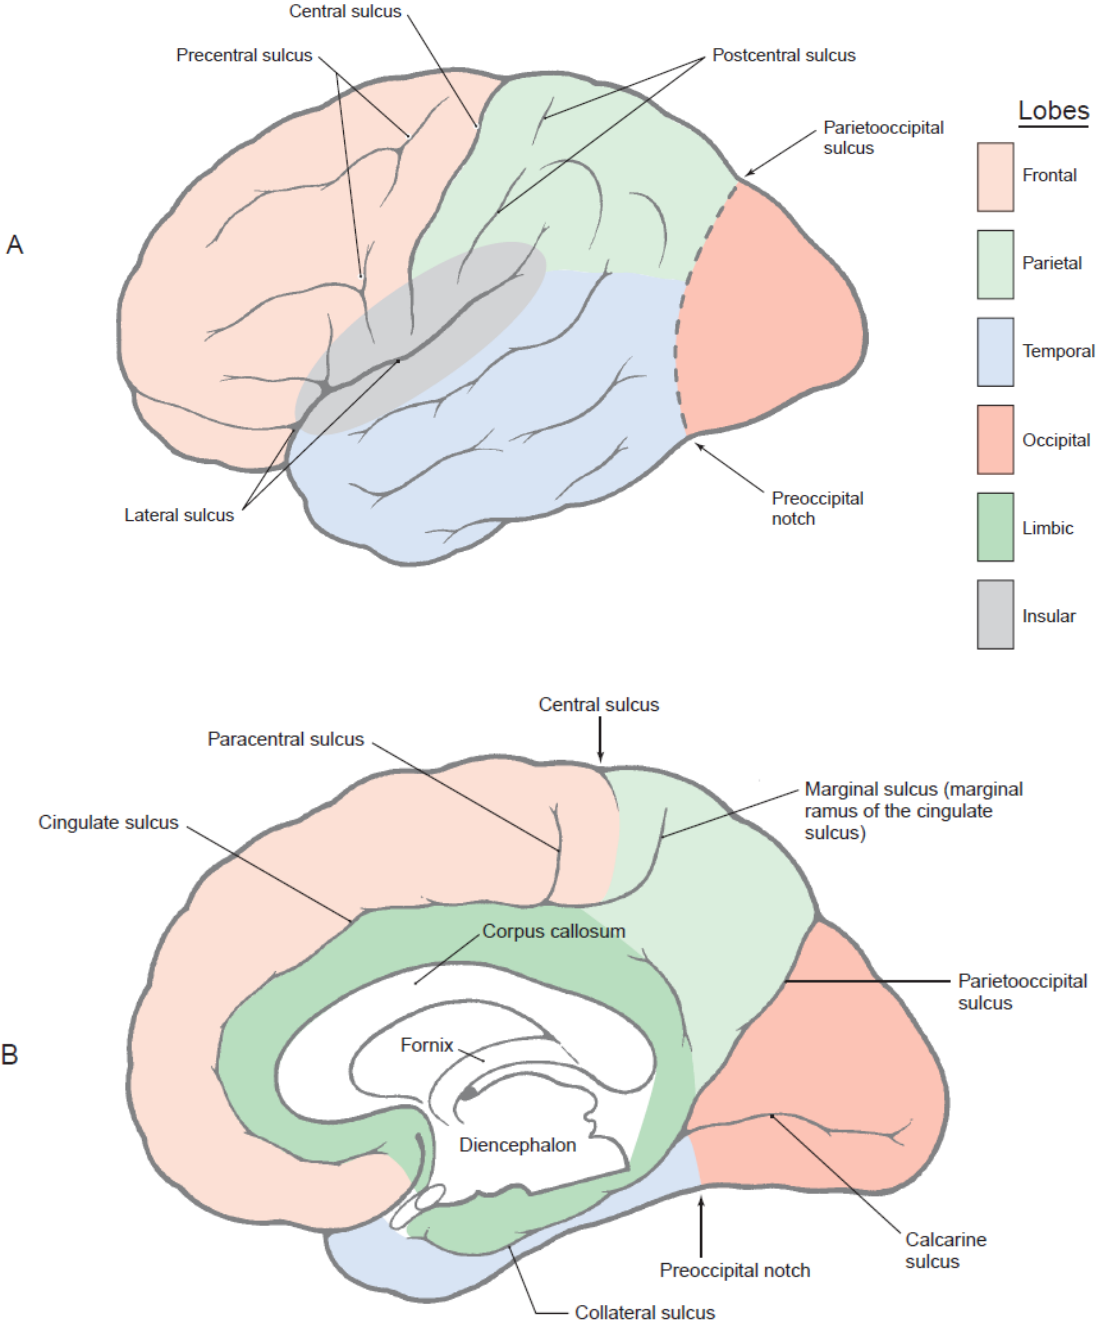 Central sulcus
Precentral sulcus
Postcentral sulcus
Parietooccipital
sulcus
Lobes
Frontal
Parietal
Temporal
Occipital
Limbic
Insular
A
Lateral sulcus
Preoccipital
notch
Central sulcus
Paracentral sulcus
Marginal sulcus (marginal
ramus of the cingulate
sulcus)
Cingulate sulcus
Corpus callosum
Parietooccipital
sulcus
B
Fornix
Diencephalon
Calcarine
sulcus
Preoccipital notch
Collateral sulcus